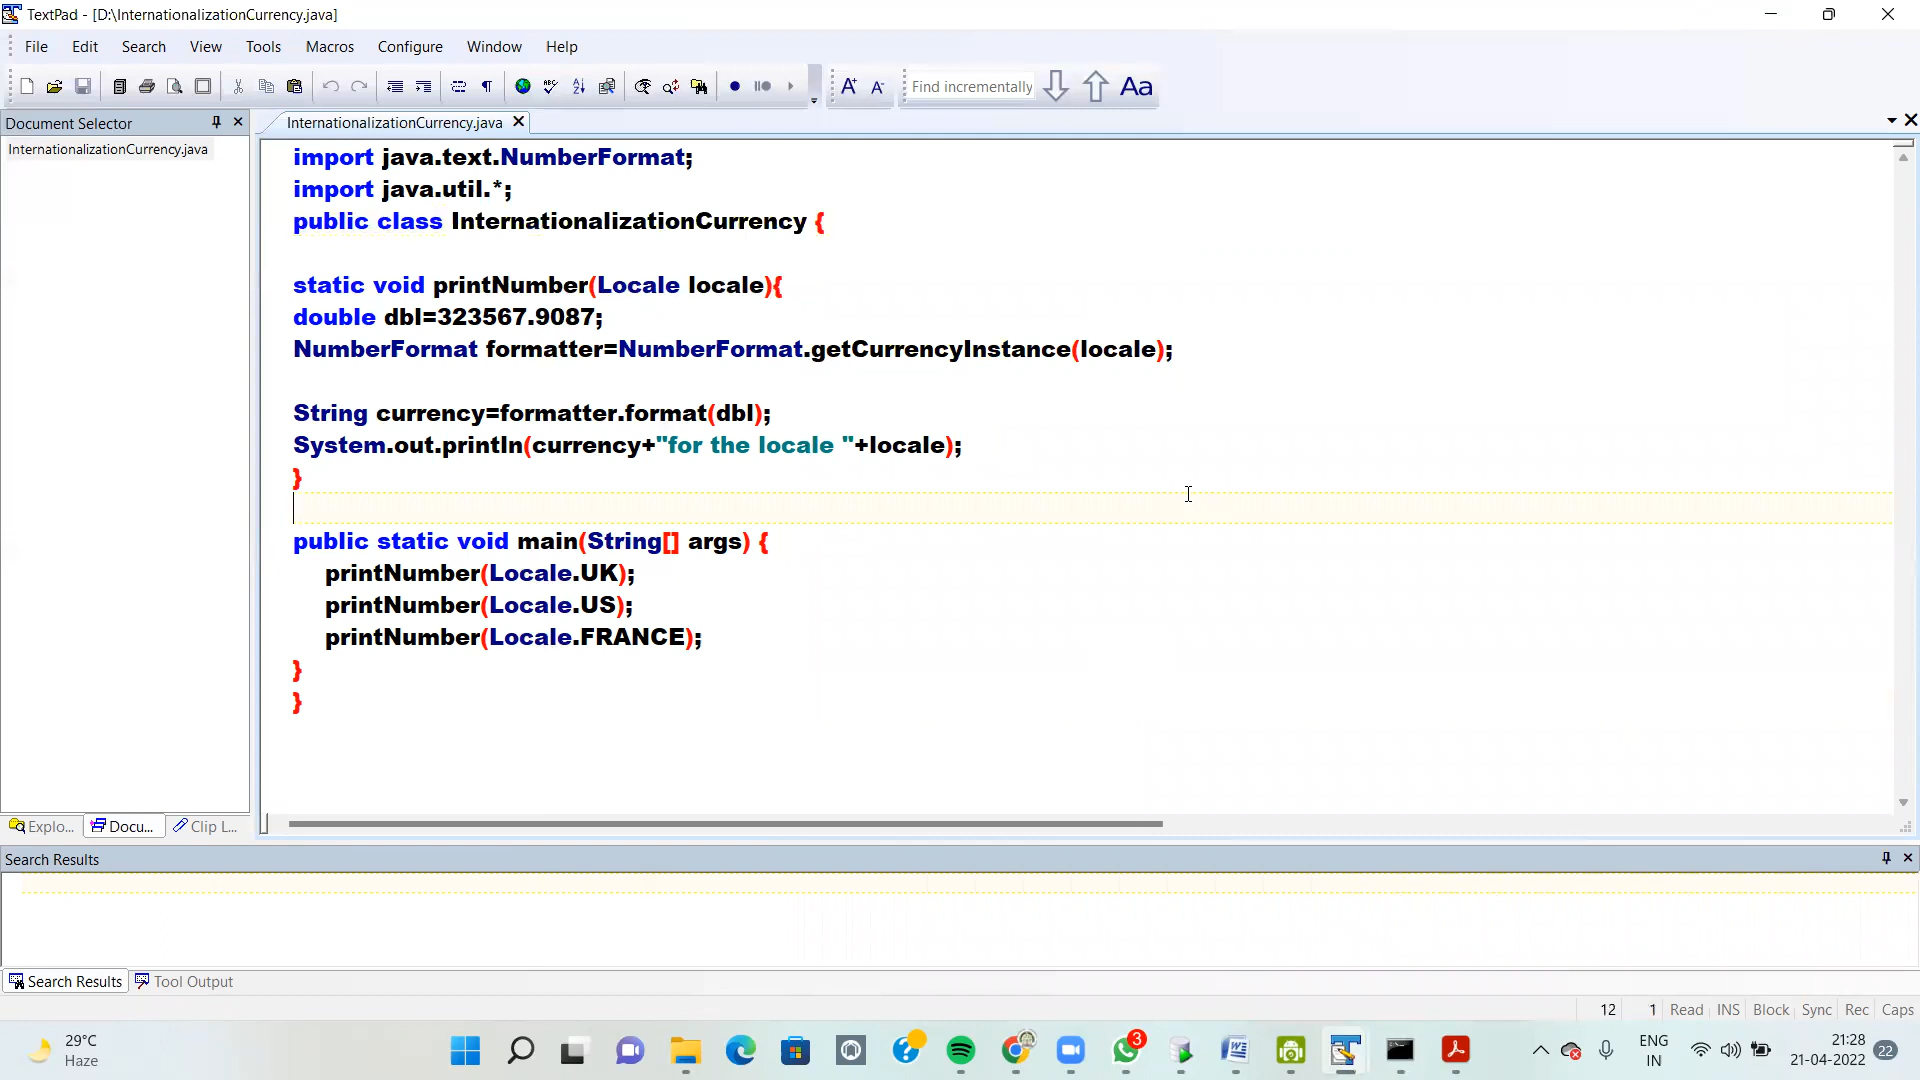 TextPad - [D:\InternationalizationCurrency.java]
File Edit Search View Tools Macros Configure Window Help
Find incrementally Aa
Document Selector
InternationalizationCurrency.java
InternationalizationCurrency.java
import java.text.NumberFormat;
import java.util.*;
public class InternationalizationCurrency {
static void printNumber(Locale locale){
double dbl=323567.9087;
NumberFormat formatter=NumberFormat.getCurrencyInstance(locale);
String currency=formatter.format(dbl);
System.out.println(currency+"for the locale "+locale);
}
public static void main(String[] args) {
printNumber(Locale.UK);
printNumber(Locale.US);
printNumber(Locale.FRANCE);
}
}
Explo... Docu... Clip L...
Search Results
Search Results Tool Output
12 1 Read INS Block Sync Rec Caps
29°C
Haze
3
ENG
IN
21:28
21-04-2022
22